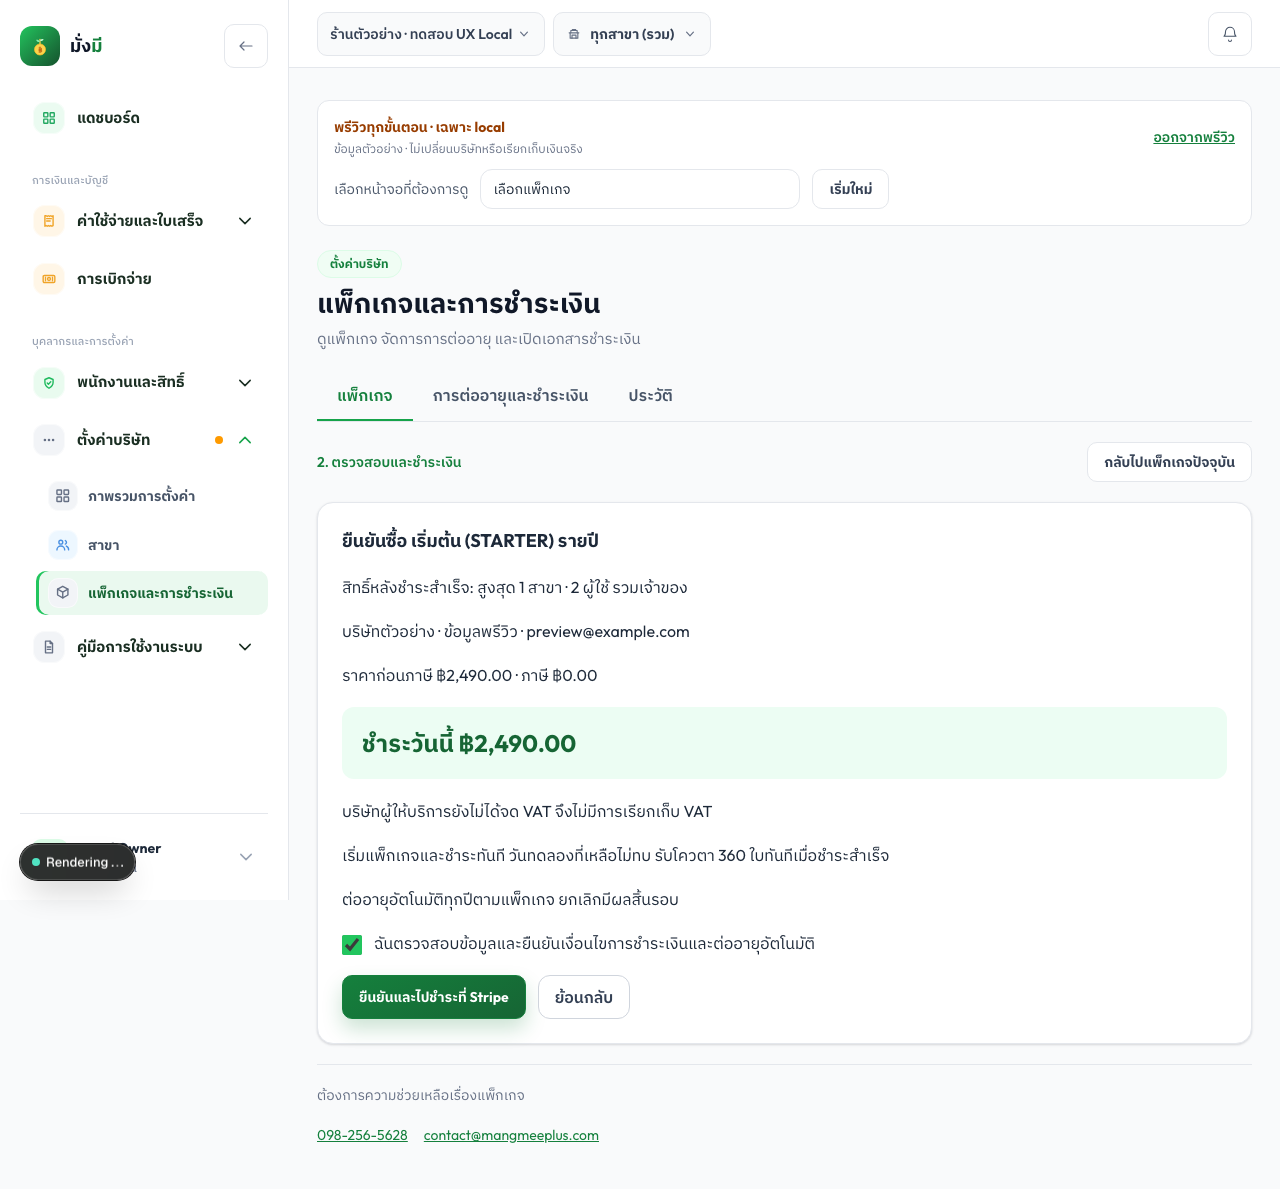 มั่งมี
ร้านตัวอย่าง · ทดสอบ UX Local
ทุกสาขา (รวม)
แดชบอร์ด
การเงินและบัญชี
ค่าใช้จ่ายและใบเสร็จ
การเบิกจ่าย
บุคลากรและการตั้งค่า
พนักงานและสิทธิ์
ตั้งค่าบริษัท
ภาพรวมการตั้งค่า
สาขา
แพ็กเกจและการชำระเงิน
คู่มือการใช้งานระบบ
Rendering ...
พรีวิวทุกขั้นตอน · เฉพาะ local
ข้อมูลตัวอย่าง · ไม่เปลี่ยนบริษัทหรือเรียกเก็บเงินจริง
ออกจากพรีวิว
เลือกหน้าจอที่ต้องการดู
เลือกแพ็กเกจ
เริ่มใหม่
ตั้งค่าบริษัท
แพ็กเกจและการชำระเงิน
ดูแพ็กเกจ จัดการการต่ออายุ และเปิดเอกสารชำระเงิน
แพ็กเกจ
การต่ออายุและชำระเงิน
ประวัติ
2. ตรวจสอบและชำระเงิน
กลับไปแพ็กเกจปัจจุบัน
ยืนยันซื้อ เริ่มต้น (STARTER) รายปี
สิทธิ์หลังชำระสำเร็จ: สูงสุด 1 สาขา · 2 ผู้ใช้ รวมเจ้าของ
บริษัทตัวอย่าง · ข้อมูลพรีวิว · preview@example.com
ราคาก่อนภาษี ฿2,490.00 · ภาษี ฿0.00
ชำระวันนี้ ฿2,490.00
บริษัทผู้ให้บริการยังไม่ได้จด VAT จึงไม่มีการเรียกเก็บ VAT
เริ่มแพ็กเกจและชำระทันที วันทดลองที่เหลือไม่ทบ รับโควตา 360 ใบทันทีเมื่อชำระสำเร็จ
ต่ออายุอัตโนมัติทุกปีตามแพ็กเกจ ยกเลิกมีผลสิ้นรอบ
ฉันตรวจสอบข้อมูลและยืนยันเงื่อนไขการชำระเงินและต่ออายุอัตโนมัติ
ยืนยันและไปชำระที่ Stripe
ย้อนกลับ
ต้องการความช่วยเหลือเรื่องแพ็กเกจ
098-256-5628
contact@mangmeeplus.com